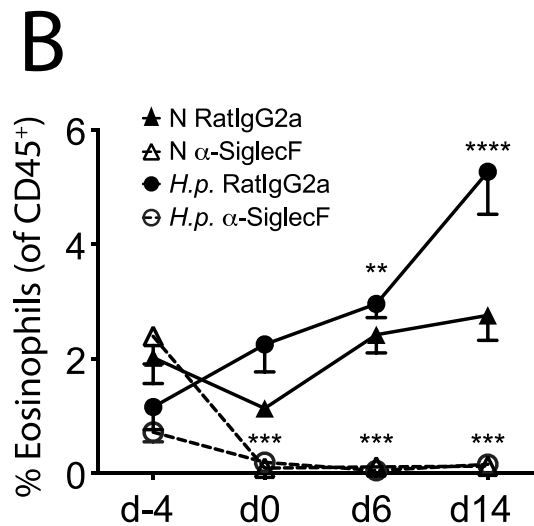 B
% Eosinophils (of CD45⁺)
N RatIgG2a
N α-SiglecF
H.p. RatIgG2a
H.p. α-SiglecF
6
4
2
0
****
**
*** *** ***
d-4 d0 d6 d14